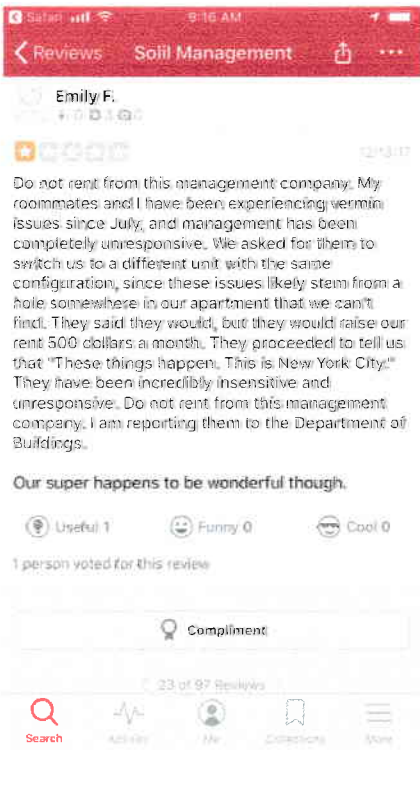 Safari 9:16 AM
Reviews Solil Management
Emily F.
12/13/17
Do not rent from this management company. My
roommates and I have been experiencing vermin
issues since July, and management has been
completely unresponsive. We asked for them to
switch us to a different unit with the same
configuration, since these issues likely stem from a
hole somewhere in our apartment that we can't
find. They said they would, but they would raise our
rent 500 dollars a month. They proceeded to tell us
that "These things happen. This is New York City."
They have been incredibly insensitive and
unresponsive. Do not rent from this management
company. I am reporting them to the Department of
Buildings.
Our super happens to be wonderful though.
Useful 1 Funny 0 Cool 0
1 person voted for this review
Compliment
23 of 97 Reviews
Search Activity Me Collections More